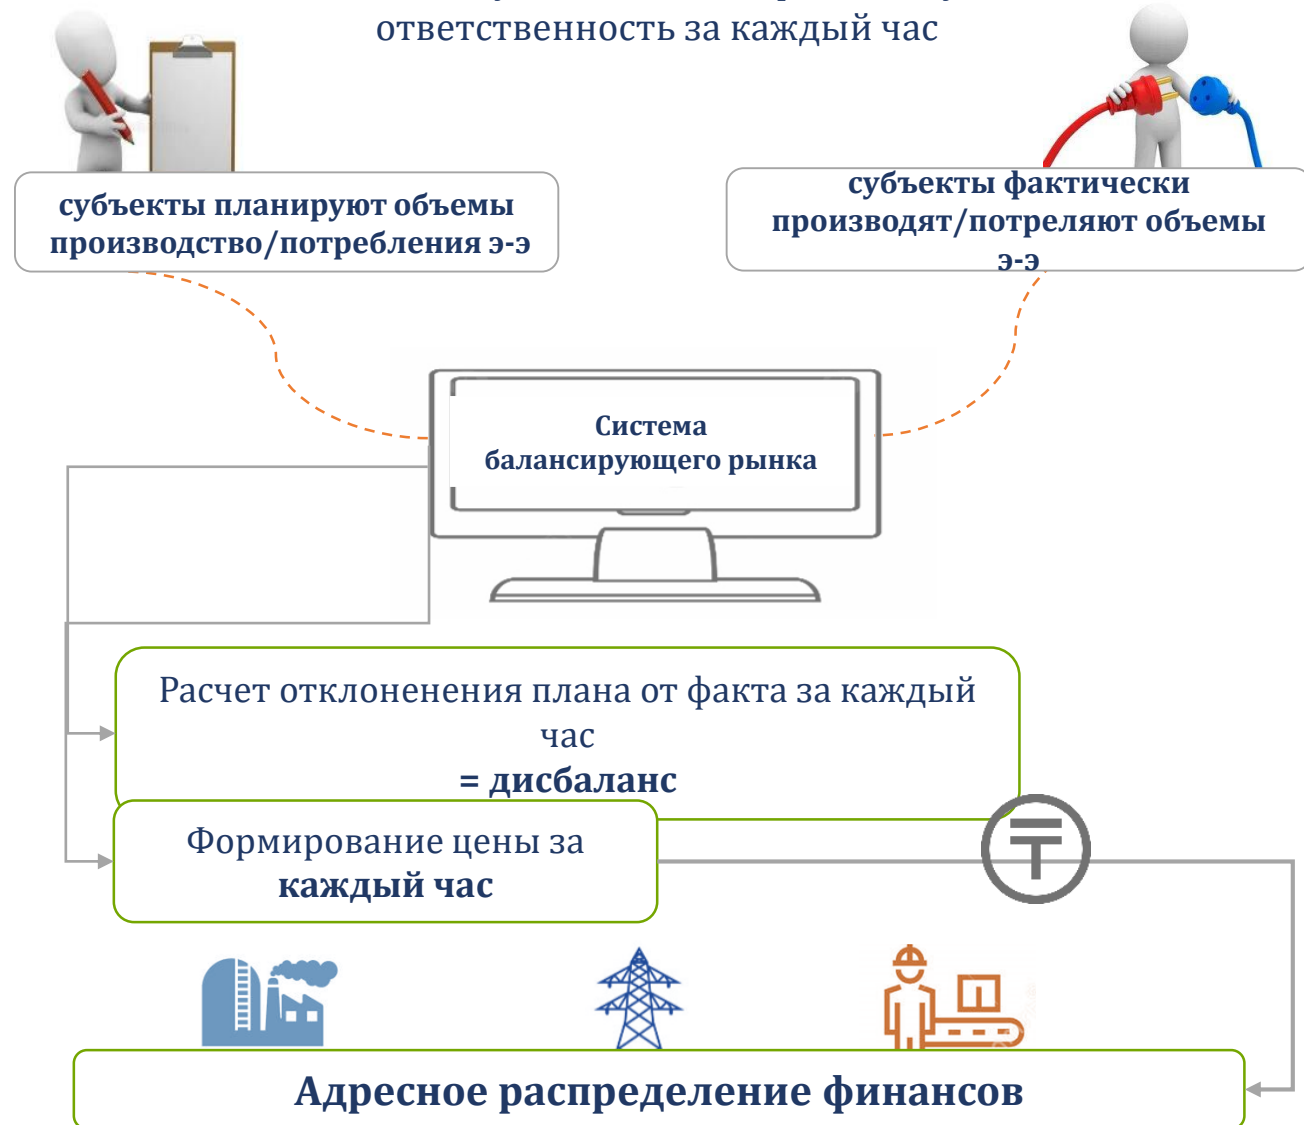 ответственность за каждый час
субъекты планируют объемы
производство/потребления э-э
субъекты фактически
производят/потреляют объемы
э-э
Система
балансирующего рынка
Расчет отклоненения плана от факта за каждый
час
= дисбаланс
Формирование цены за
каждый час
Адресное распределение финансов